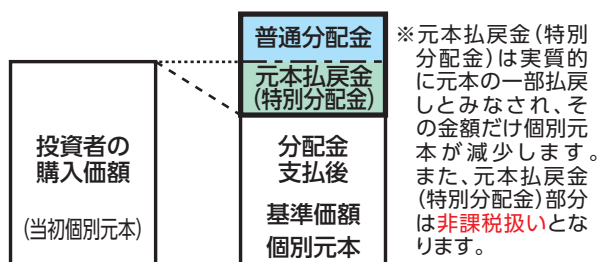 普通分配金
元本払戻金
(特別分配金)
投資者の
購入価額
(当初個別元本)
分配金
支払後
基準価額
個別元本
※元本払戻金(特別
分配金)は実質的
に元本の一部払戻
しとみなされ、そ
の金額だけ個別元
本が減少します。
また、元本払戻金
(特別分配金)部分
は非課税扱いとな
ります。